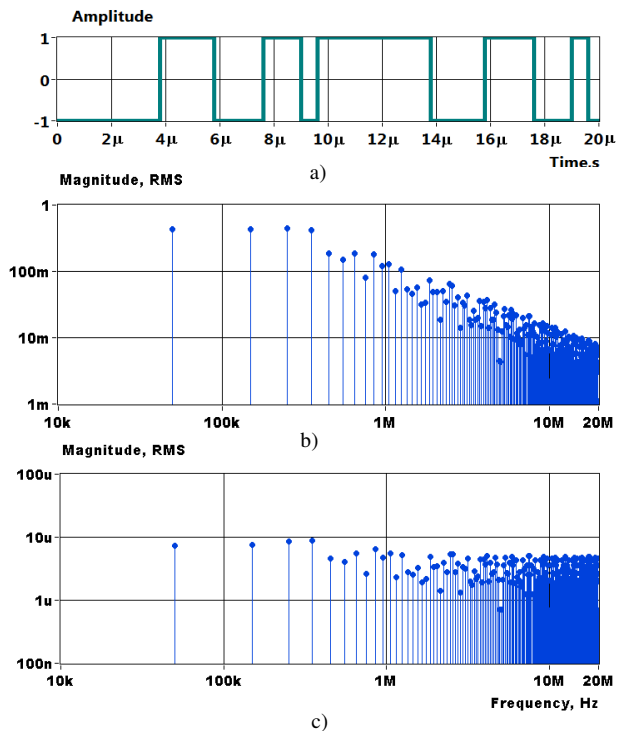 Amplitude
1
0
-1
0 2µ 4µ 6µ 8µ 10µ 12µ 14µ 16µ 18µ 20µ
Time.s
a)
Magnitude, RMS
1
100m
10m
1m
10k 100k 1M 10M 20M
b)
Magnitude, RMS
100u
10u
1u
100n
10k 100k 1M 10M 20M
Frequency, Hz
c)